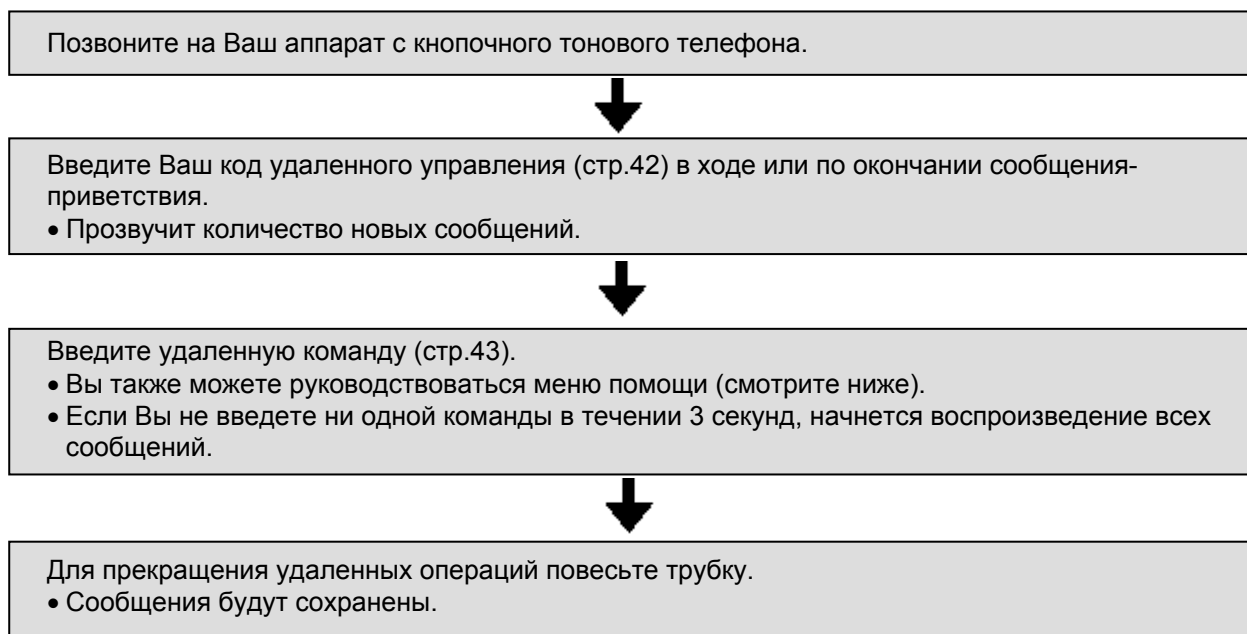 Позвоните на Ваш аппарат с кнопочного тонового телефона.
Введите Ваш код удаленного управления (стр.42) в ходе или по окончании сообщения-
приветствия.
• Прозвучит количество новых сообщений.
Введите удаленную команду (стр.43).
• Вы также можете руководствоваться меню помощи (смотрите ниже).
• Если Вы не введете ни одной команды в течении 3 секунд, начнется воспроизведение всех
сообщений.
Для прекращения удаленных операций повесьте трубку.
• Сообщения будут сохранены.